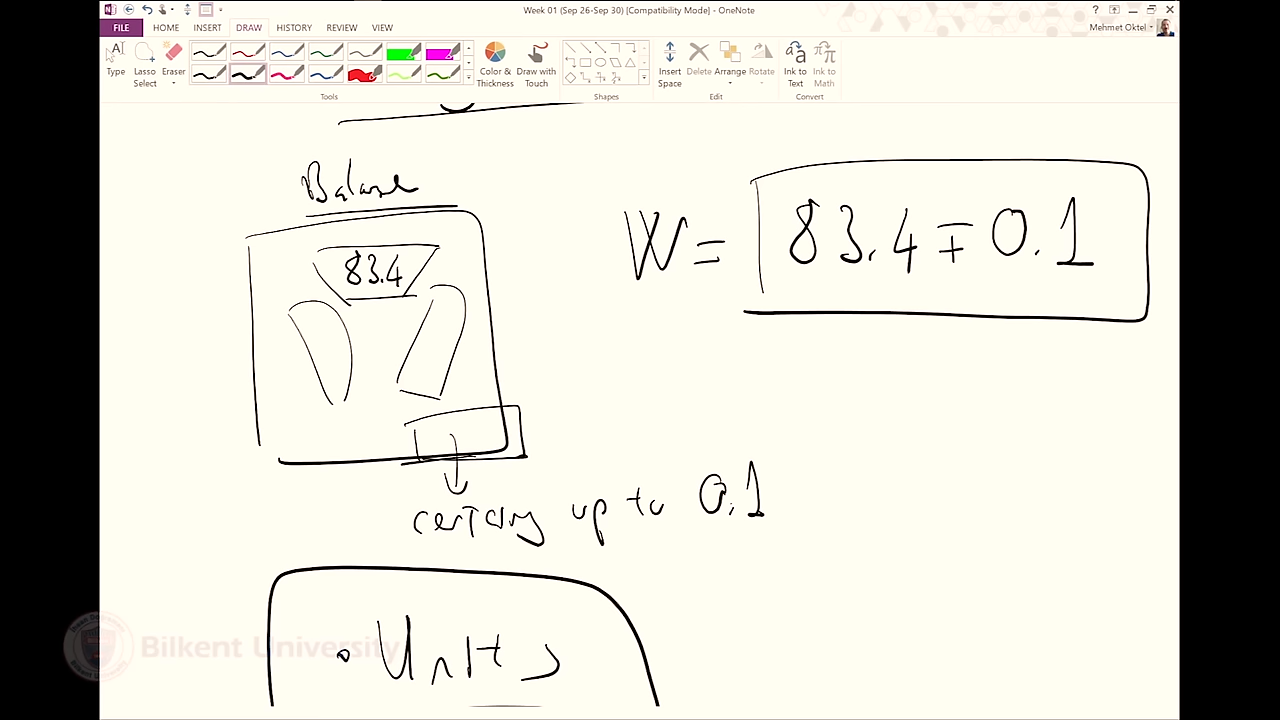 Week 01 (Sep 26-Sep 30) [Compatibility Mode] - OneNote
FILE HOME INSERT DRAW HISTORY REVIEW VIEW Mehmet Oktel
Type Lasso Select Eraser Color & Thickness Draw with Touch Insert Space Delete Arrange Rotate Ink to Text Ink to Math
Tools Shapes Edit Convert
Balance
83.4
W = 83.4 ∓ 0.1
certainty up to 0.1
• Units
Bilkent University